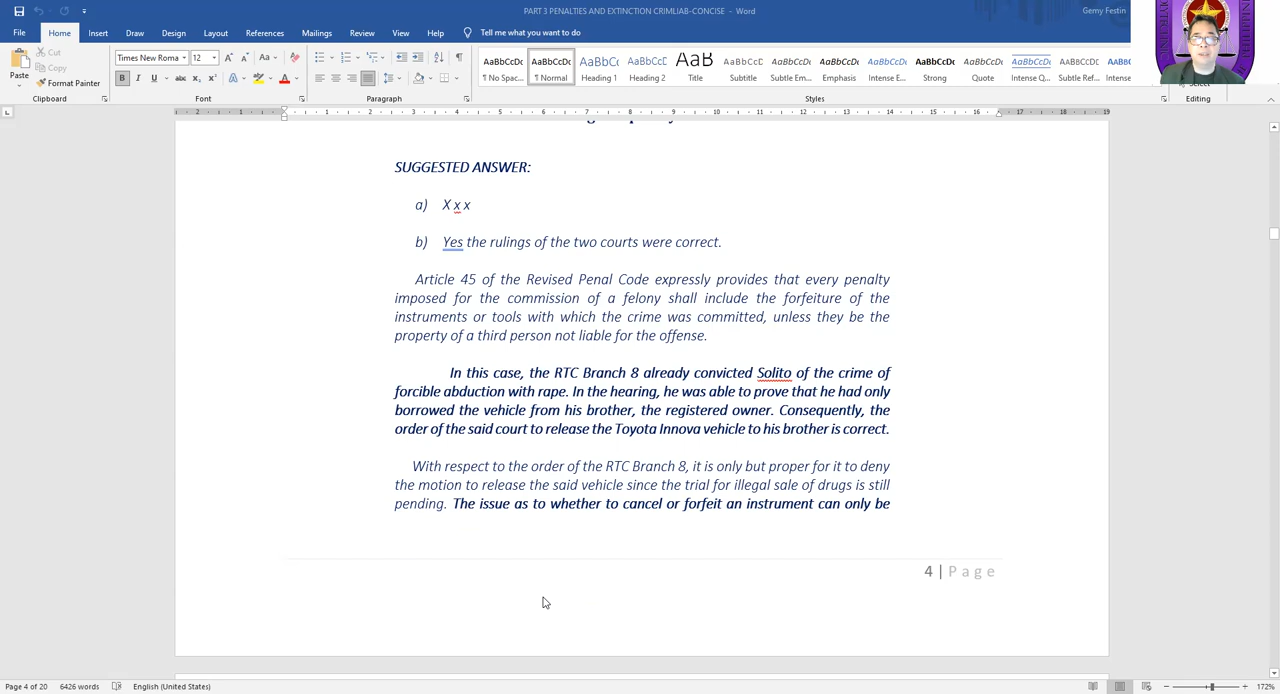 PART 3 PENALTIES AND EXTINCTION CRIMLIAB-CONCISE - Word
Gemy Festin
File Home Insert Draw Design Layout References Mailings Review View Help Tell me what you want to do
Paste
Cut
Copy
Format Painter
Clipboard
Times New Roma 12
Font
Paragraph
AaBbCcDc AaBbCcDc AaBbCc AaBbCcC AaB AaBbCcC AaBbCcDc AaBbCcDc AaBbCcDc AaBbCcDc AaBbCcDc AaBbCcDc AaBbCcDc AaBbC
¶ No Spac... ¶ Normal Heading 1 Heading 2 Title Subtitle Subtle Em... Emphasis Intense E... Strong Quote Intense Q... Subtle Ref... Intense
Styles
Select
Editing
SUGGESTED ANSWER:
a) X x x
b) Yes the rulings of the two courts were correct.
Article 45 of the Revised Penal Code expressly provides that every penalty
imposed for the commission of a felony shall include the forfeiture of the
instruments or tools with which the crime was committed, unless they be the
property of a third person not liable for the offense.
In this case, the RTC Branch 8 already convicted Solito of the crime of
forcible abduction with rape. In the hearing, he was able to prove that he had only
borrowed the vehicle from his brother, the registered owner. Consequently, the
order of the said court to release the Toyota Innova vehicle to his brother is correct.
With respect to the order of the RTC Branch 8, it is only but proper for it to deny
the motion to release the said vehicle since the trial for illegal sale of drugs is still
pending. The issue as to whether to cancel or forfeit an instrument can only be
4 | P a g e
Page 4 of 20 6426 words English (United States) 172%